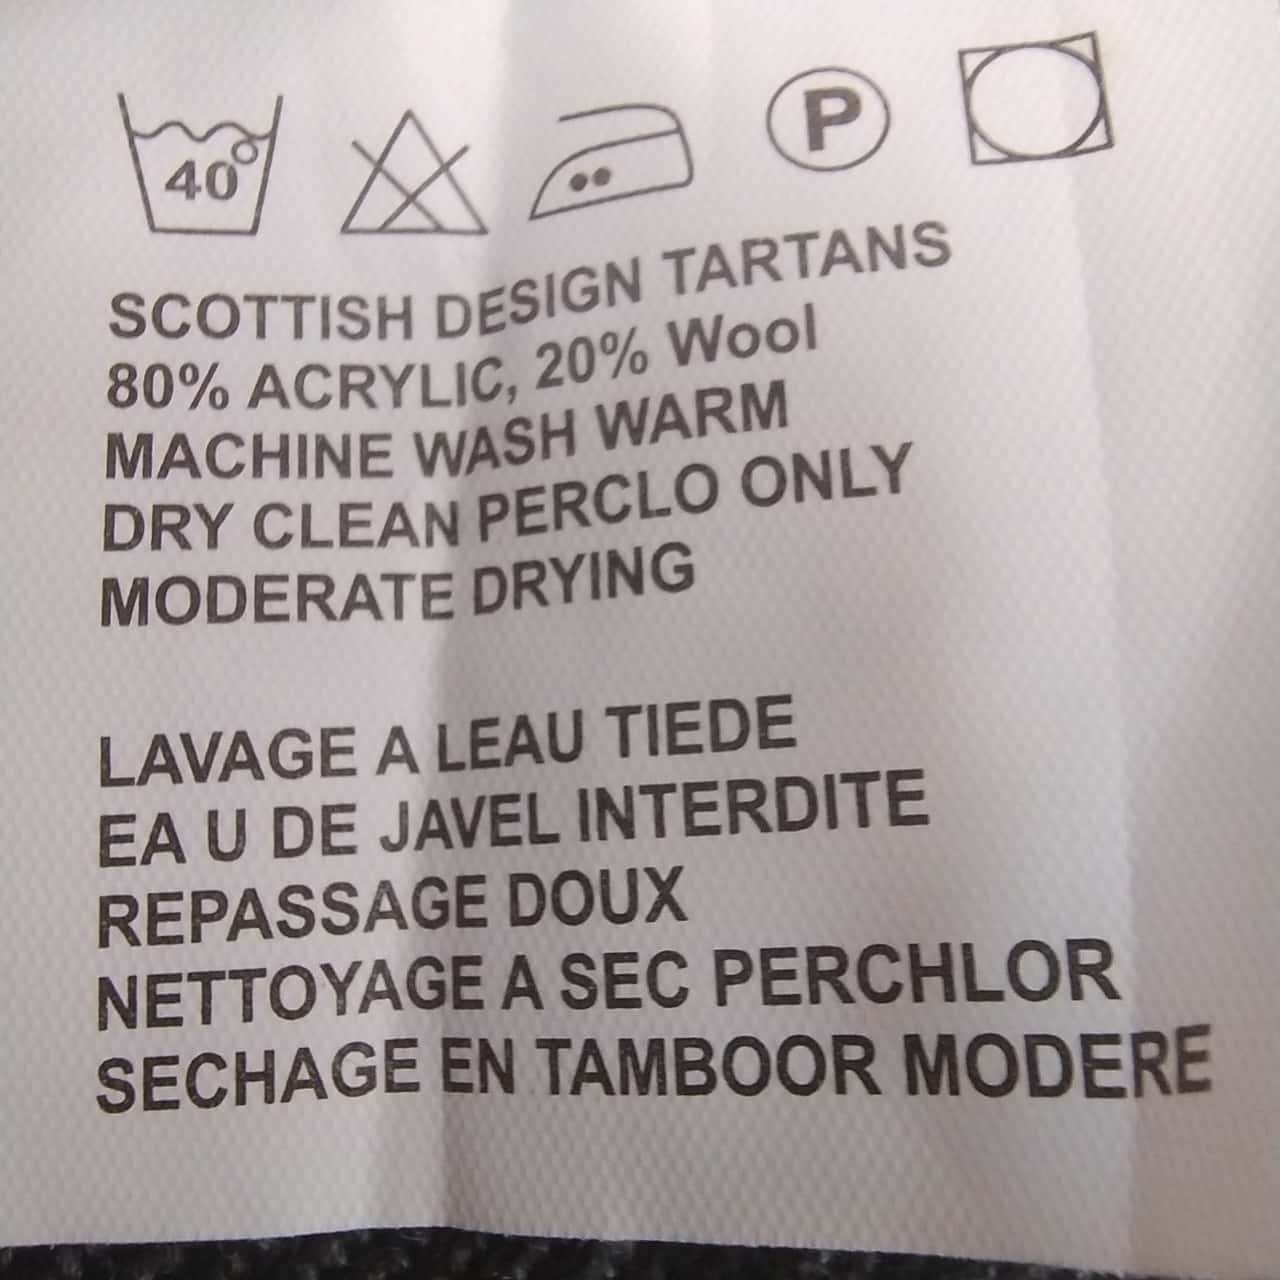 40°
P
SCOTTISH DESIGN TARTANS
80% ACRYLIC, 20% Wool
MACHINE WASH WARM
DRY CLEAN PERCLO ONLY
MODERATE DRYING
LAVAGE A LEAU TIEDE
EA U DE JAVEL INTERDITE
REPASSAGE DOUX
NETTOYAGE A SEC PERCHLOR
SECHAGE EN TAMBOOR MODERE